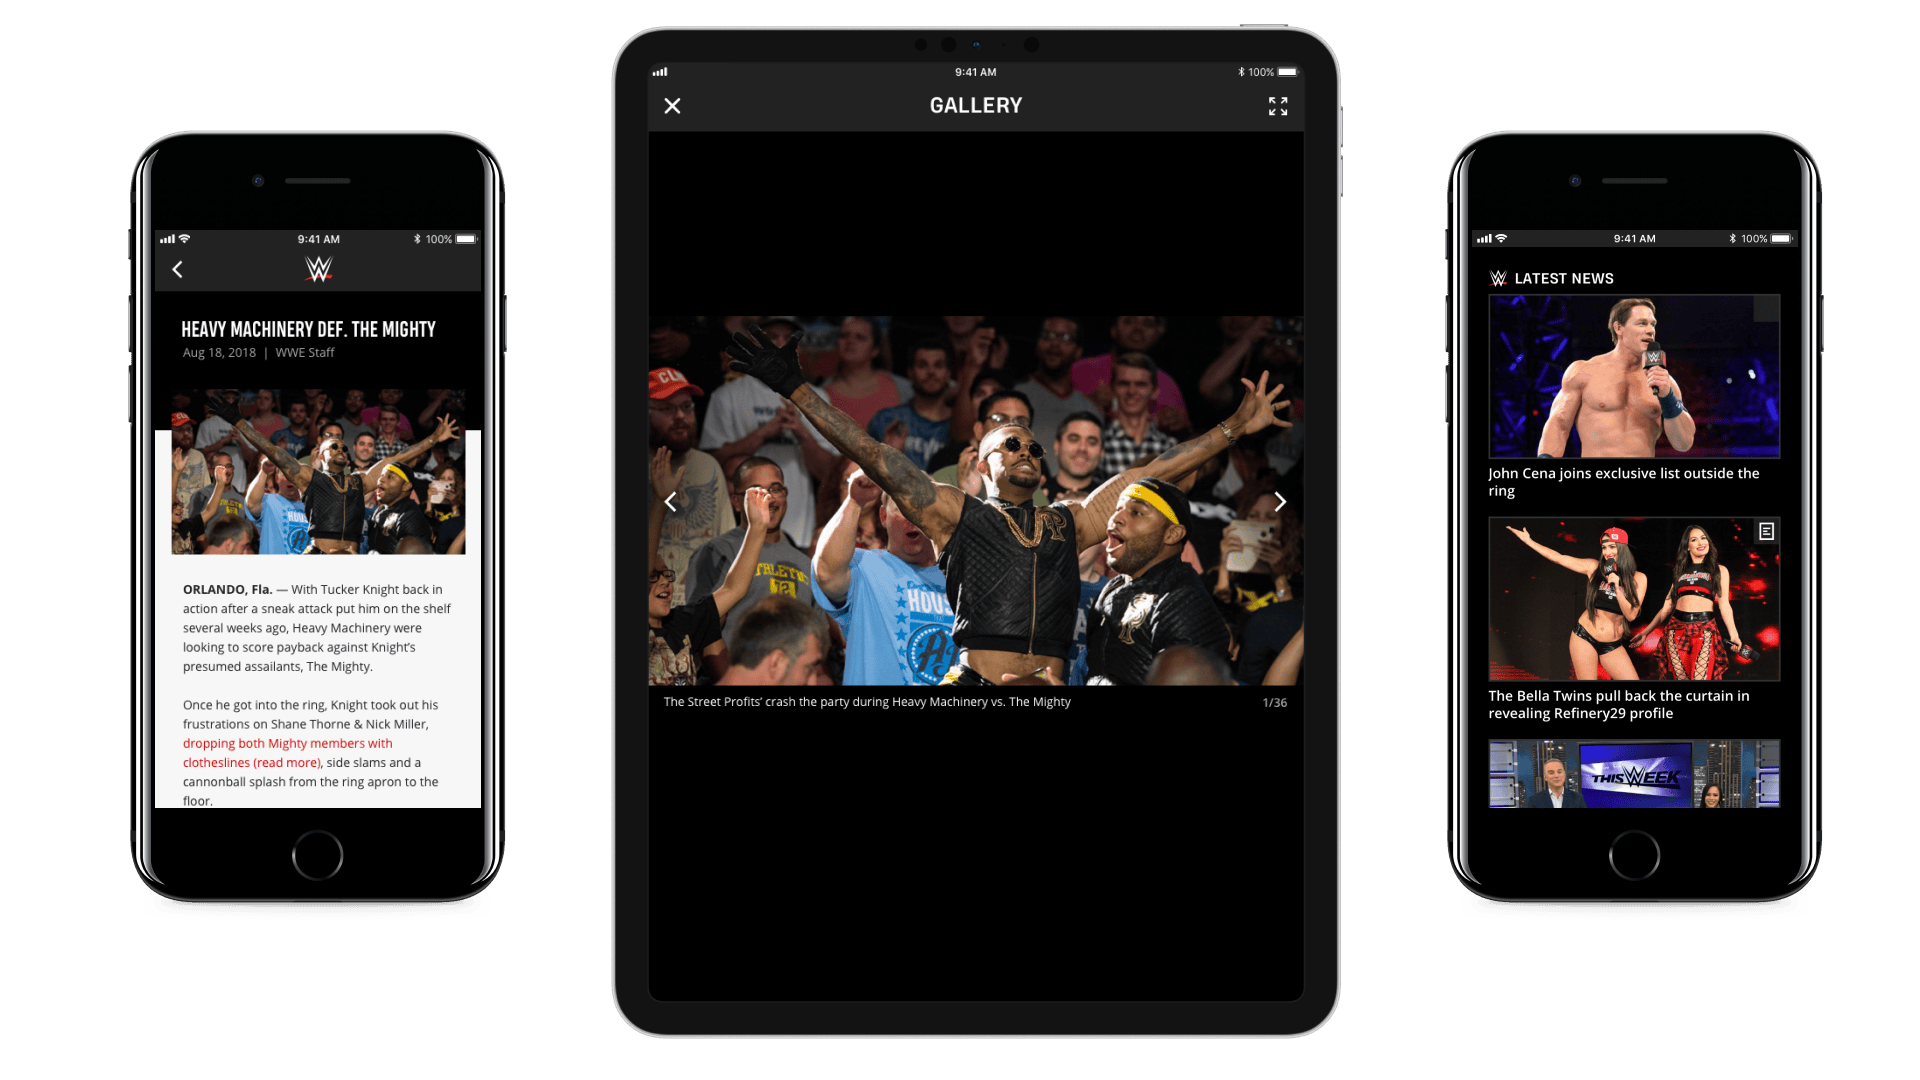 9:41 AM
100%
W
HEAVY MACHINERY DEF. THE MIGHTY
Aug 18, 2018 | WWE Staff
ORLANDO, Fla. — With Tucker Knight back in
action after a sneak attack put him on the shelf
several weeks ago, Heavy Machinery were
looking to score payback against Knight’s
presumed assailants, The Mighty.
Once he got into the ring, Knight took out his
frustrations on Shane Thorne & Nick Miller,
dropping both Mighty members with
clotheslines (read more), side slams and a
cannonball splash from the ring apron to the
floor.
9:41 AM
100%
GALLERY
ATHLETICS
12
HOUS
The Street Profits’ crash the party during Heavy Machinery vs. The Mighty
1/36
9:41 AM
100%
W LATEST NEWS
John Cena joins exclusive list outside the
ring
The Bella Twins pull back the curtain in
revealing Refinery29 profile
THIS WEEK